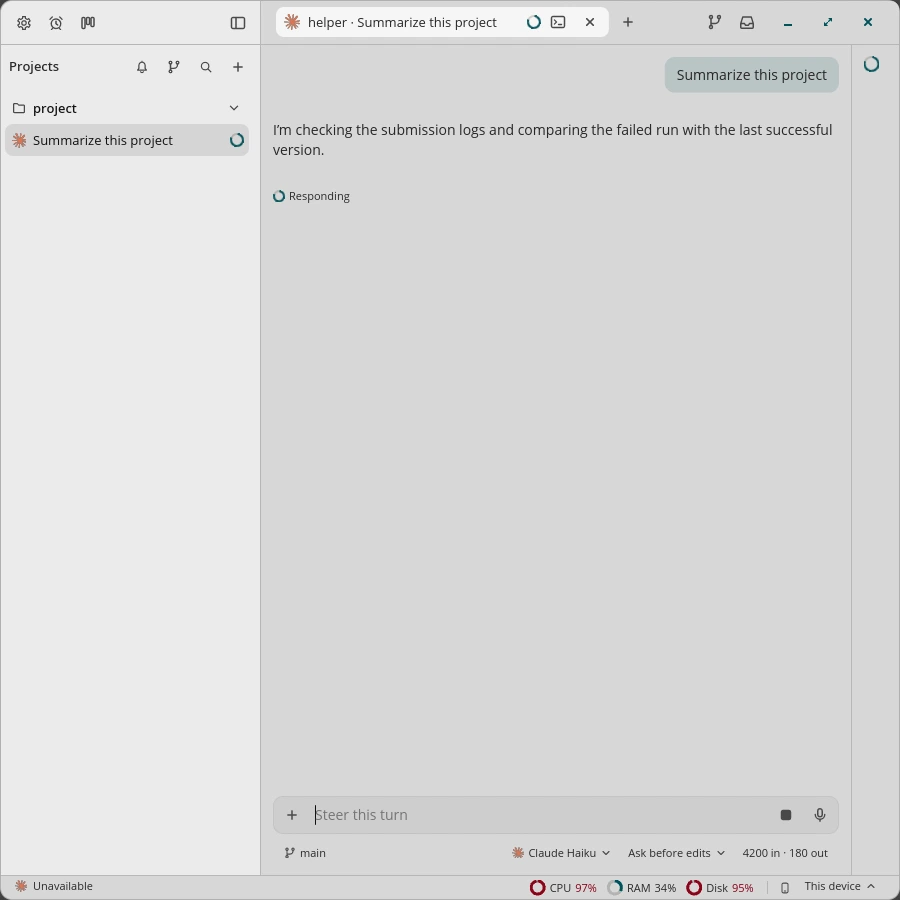 helper · Summarize this project
Projects
project
Summarize this project
Summarize this project
I'm checking the submission logs and comparing the failed run with the last successful
version.
Responding
Steer this turn
main
Claude Haiku
Ask before edits
4200 in · 180 out
Unavailable
CPU 97%
RAM 34%
Disk 95%
This device